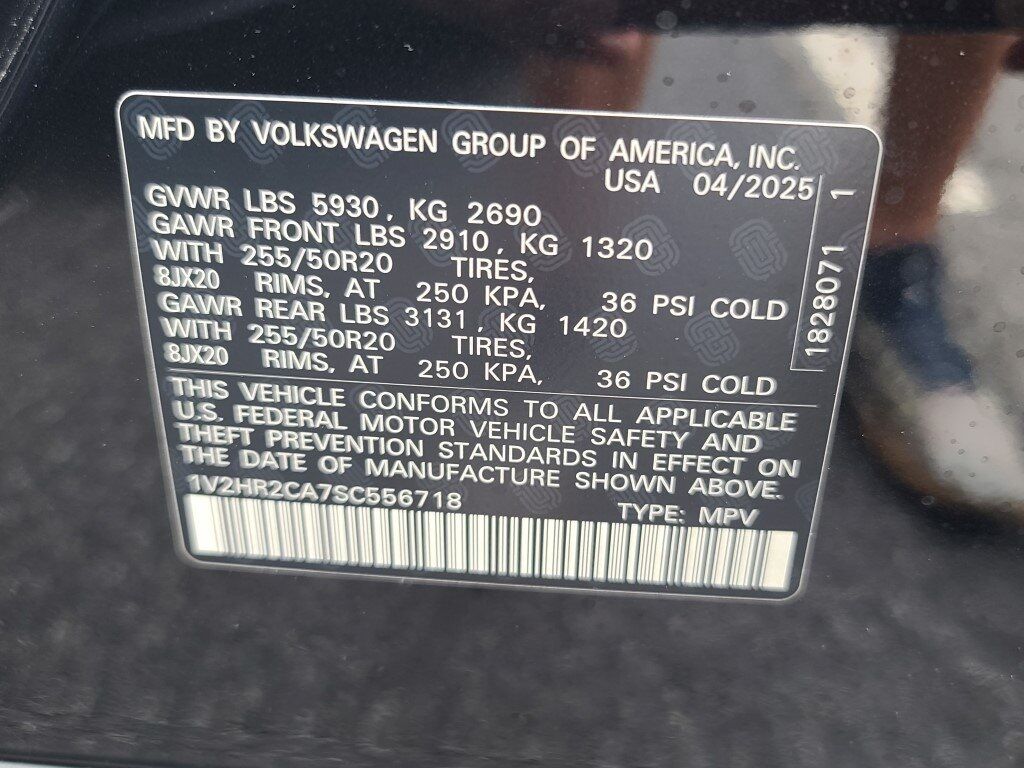 MFD BY VOLKSWAGEN GROUP OF AMERICA, INC.
USA 04/2025
GVWR LBS 5930, KG 2690
GAWR FRONT LBS 2910, KG 1320
WITH 255/50R20 TIRES,
8JX20 RIMS, AT 250 KPA, 36 PSI COLD
GAWR REAR LBS 3131, KG 1420
WITH 255/50R20 TIRES,
8JX20 RIMS, AT 250 KPA, 36 PSI COLD
1828071 1
THIS VEHICLE CONFORMS TO ALL APPLICABLE
U.S. FEDERAL MOTOR VEHICLE SAFETY AND
THEFT PREVENTION STANDARDS IN EFFECT ON
THE DATE OF MANUFACTURE SHOWN ABOVE.
1V2HR2CA7SC556718 TYPE: MPV